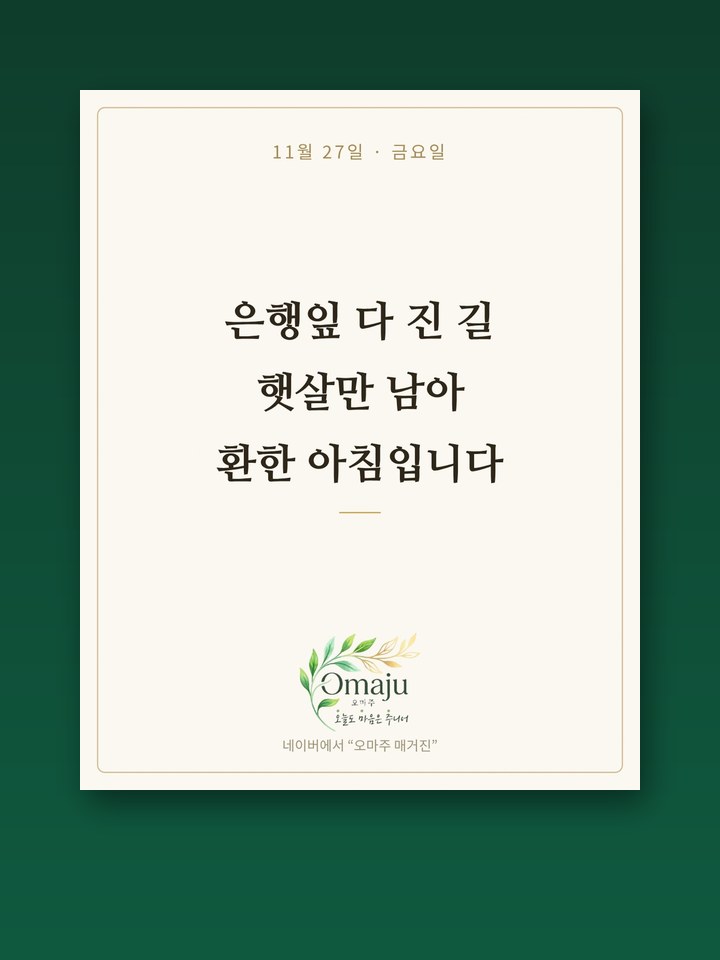 11월 27일 · 금요일
은행잎 다 진 길
햇살만 남아
환한 아침입니다
Omaju
오마주
오늘도 마음은 주니어
네이버에서 “오마주 매거진”